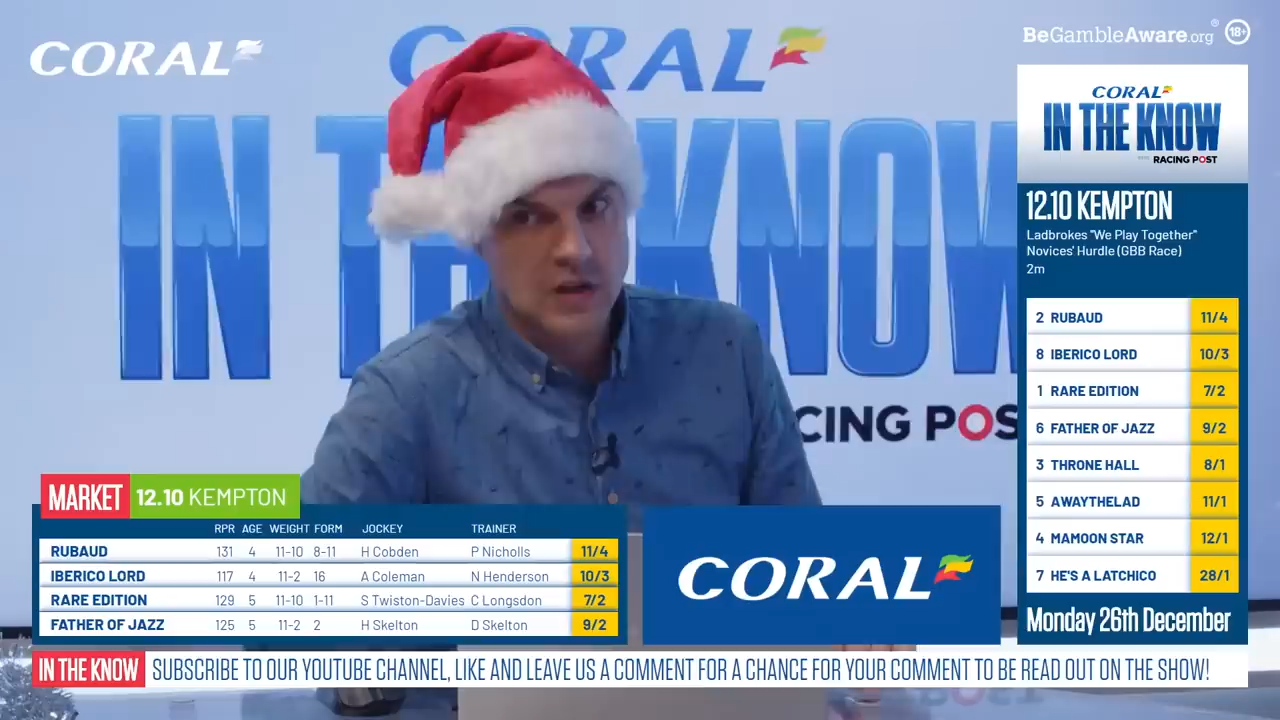 CORAL
CORAL
IN THE KNOW
CING POS
BeGambleAware.org®
18+
CORAL
IN THE KNOW
RACING POST
12.10 KEMPTON
Ladbrokes "We Play Together"
Novices' Hurdle (GBB Race)
2m
2 RUBAUD 11/4
8 IBERICO LORD 10/3
1 RARE EDITION 7/2
6 FATHER OF JAZZ 9/2
3 THRONE HALL 8/1
5 AWAYTHELAD 11/1
4 MAMOON STAR 12/1
7 HE'S A LATCHICO 28/1
Monday 26th December
MARKET 12.10 KEMPTON
RPR AGE WEIGHT FORM JOCKEY TRAINER
RUBAUD 131 4 11-10 8-11 H Cobden P Nicholls 11/4
IBERICO LORD 117 4 11-2 16 A Coleman N Henderson 10/3
RARE EDITION 129 5 11-10 1-11 S Twiston-Davies C Longsdon 7/2
FATHER OF JAZZ 125 5 11-2 2 H Skelton D Skelton 9/2
CORAL
IN THE KNOW SUBSCRIBE TO OUR YOUTUBE CHANNEL, LIKE AND LEAVE US A COMMENT FOR A CHANCE FOR YOUR COMMENT TO BE READ OUT ON THE SHOW!